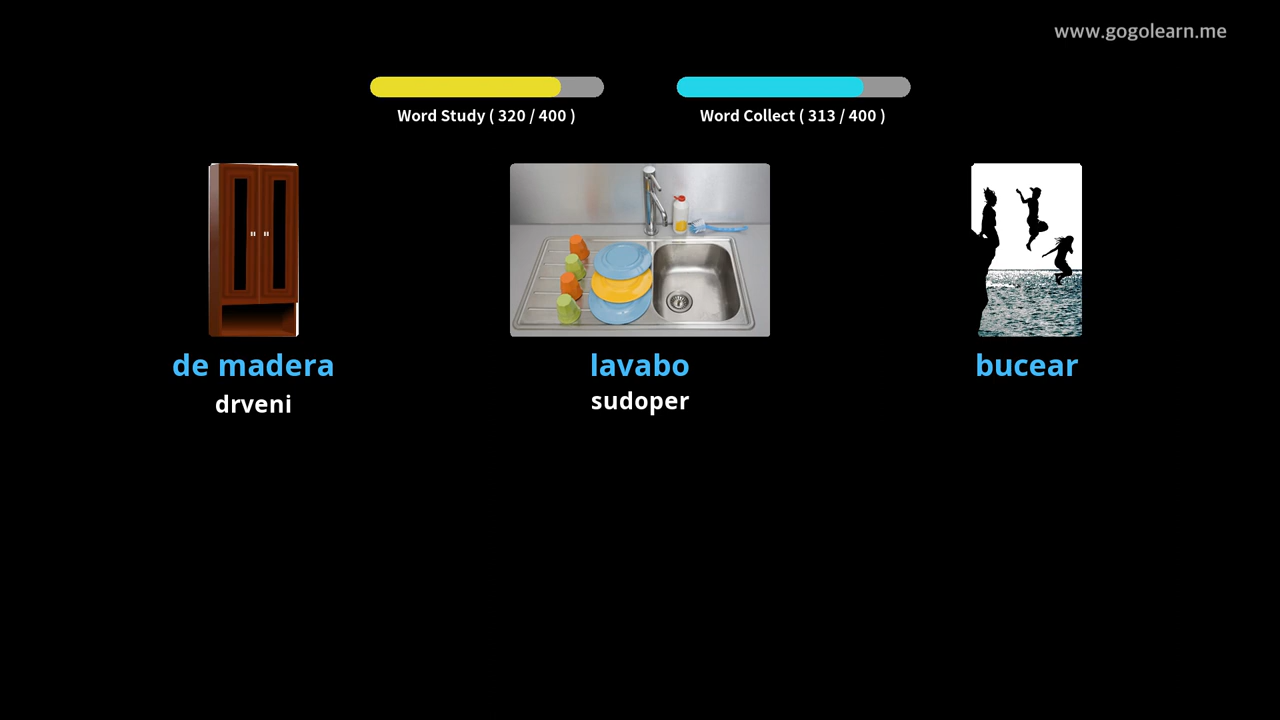 www.gogolearn.me
Word Study ( 320 / 400 )
Word Collect ( 313 / 400 )
de madera
drveni
lavabo
sudoper
bucear